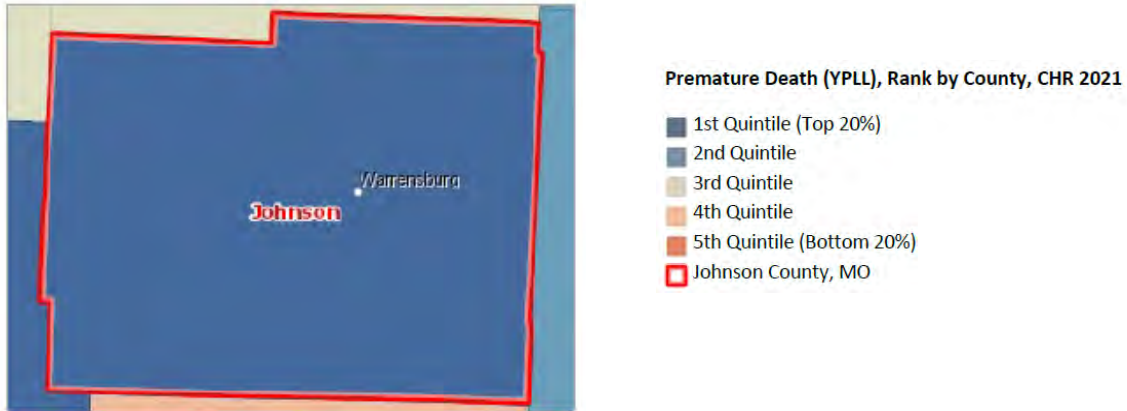 Warrensburg
Johnson
Premature Death (YPLL), Rank by County, CHR 2021
1st Quintile (Top 20%)
2nd Quintile
3rd Quintile
4th Quintile
5th Quintile (Bottom 20%)
Johnson County, MO